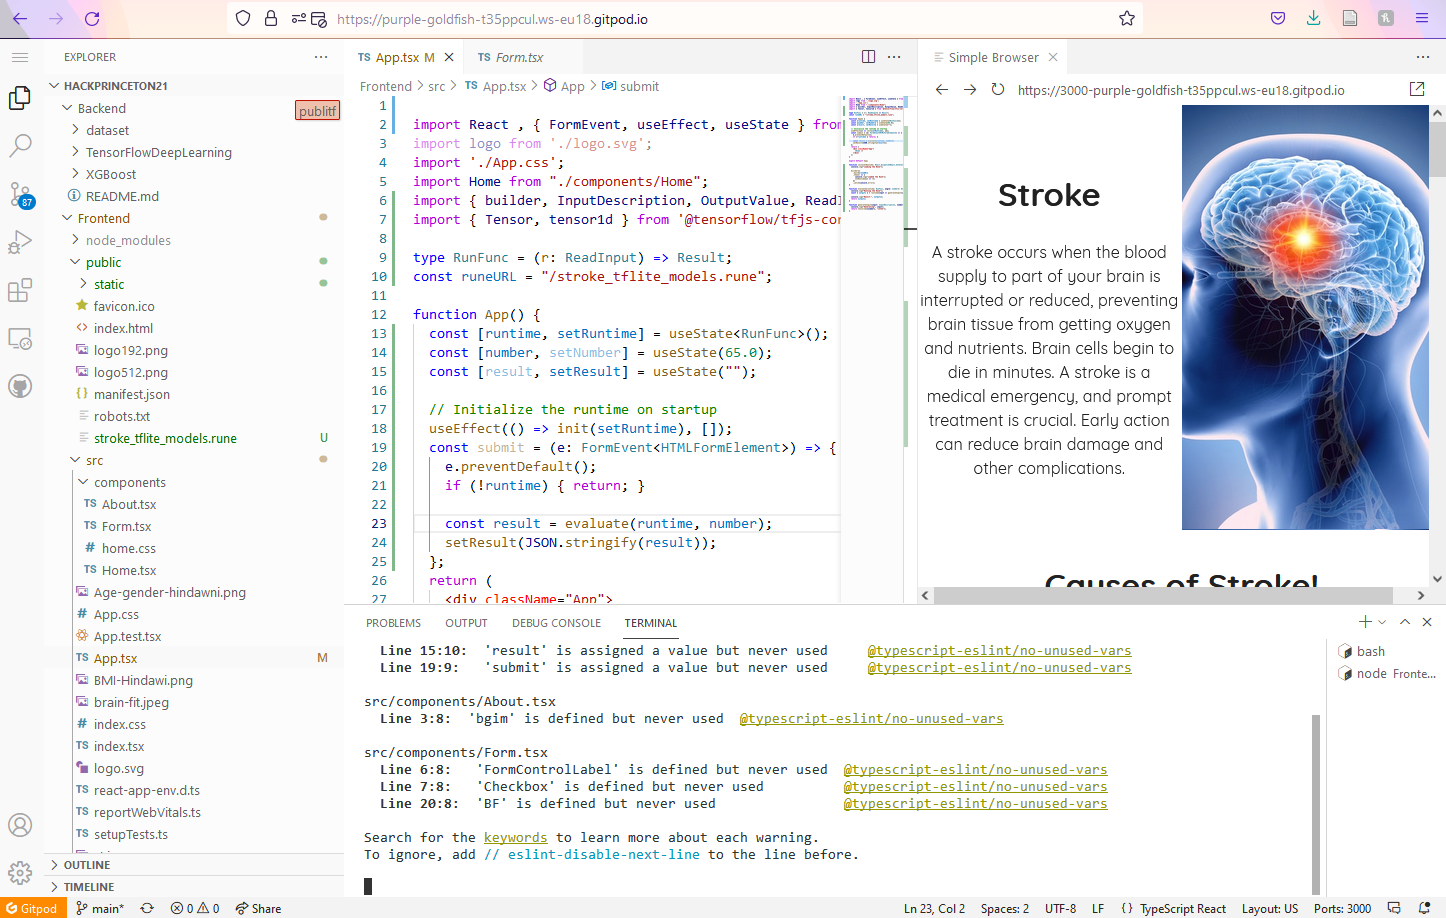 https://purple-goldfish-t35ppcul.ws-eu18.gitpod.io
EXPLORER
HACKPRINCETON21
Backend
publitf
dataset
TensorFlowDeepLearning
XGBoost
README.md
Frontend
node_modules
public
static
favicon.ico
index.html
logo192.png
logo512.png
manifest.json
robots.txt
stroke_tflite_models.rune U
src
components
About.tsx
Form.tsx
home.css
Home.tsx
Age-gender-hindawni.png
App.css
App.test.tsx
App.tsx M
BMI-Hindawi.png
brain-fit.jpeg
index.css
index.tsx
logo.svg
react-app-env.d.ts
reportWebVitals.ts
setupTests.ts
OUTLINE
TIMELINE
87
TS App.tsx M
TS Form.tsx
Frontend > src > TS App.tsx > App > submit
1
2 import React , { FormEvent, useEffect, useState } from
3 import logo from './logo.svg';
4 import './App.css';
5 import Home from "./components/Home";
6 import { builder, InputDescription, OutputValue, ReadI
7 import { Tensor, tensor1d } from '@tensorflow/tfjs-cor
8
9 type RunFunc = (r: ReadInput) => Result;
10 const runeURL = "/stroke_tflite_models.rune";
11
12 function App() {
13 const [runtime, setRuntime] = useState<RunFunc>();
14 const [number, setNumber] = useState(65.0);
15 const [result, setResult] = useState("");
16
17 // Initialize the runtime on startup
18 useEffect(() => init(setRuntime), []);
19 const submit = (e: FormEvent<HTMLFormElement>) => {
20 e.preventDefault();
21 if (!runtime) { return; }
22
23 const result = evaluate(runtime, number);
24 setResult(JSON.stringify(result));
25 };
26 return (
27 <div className="App">
Simple Browser
https://3000-purple-goldfish-t35ppcul.ws-eu18.gitpod.io
Stroke
A stroke occurs when the blood
supply to part of your brain is
interrupted or reduced, preventing
brain tissue from getting oxygen
and nutrients. Brain cells begin to
die in minutes. A stroke is a
medical emergency, and prompt
treatment is crucial. Early action
can reduce brain damage and
other complications.
Causes of Stroke!
PROBLEMS OUTPUT DEBUG CONSOLE TERMINAL
Line 15:10: 'result' is assigned a value but never used @typescript-eslint/no-unused-vars
Line 19:9: 'submit' is assigned a value but never used @typescript-eslint/no-unused-vars
src/components/About.tsx
Line 3:8: 'bgim' is defined but never used @typescript-eslint/no-unused-vars
src/components/Form.tsx
Line 6:8: 'FormControlLabel' is defined but never used @typescript-eslint/no-unused-vars
Line 7:8: 'Checkbox' is defined but never used @typescript-eslint/no-unused-vars
Line 20:8: 'BF' is defined but never used @typescript-eslint/no-unused-vars
Search for the keywords to learn more about each warning.
To ignore, add // eslint-disable-next-line to the line before.
bash
node Fronte...
Gitpod main* 0 0 Share
Ln 23, Col 2 Spaces: 2 UTF-8 LF { } TypeScript React Layout: US Ports: 3000